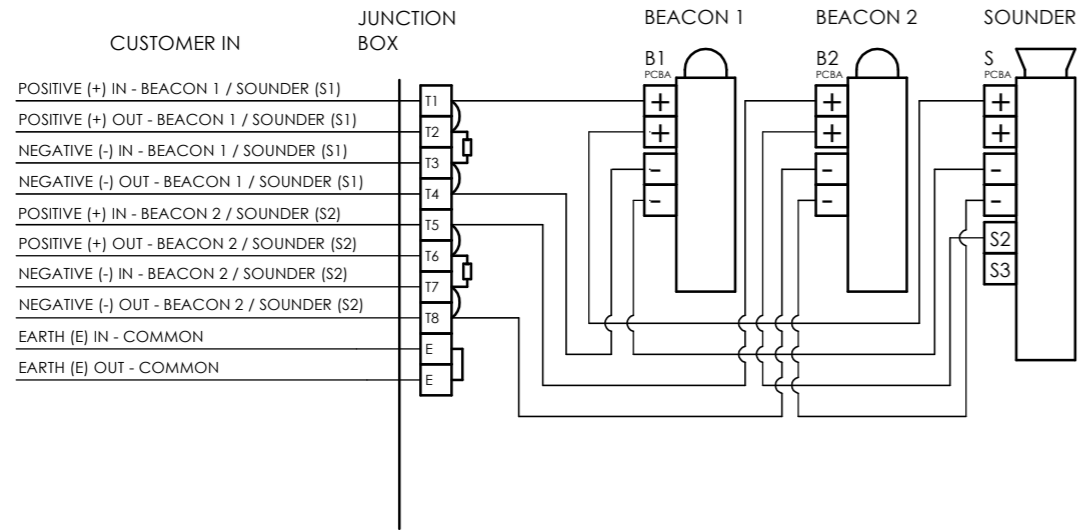 CUSTOMER IN
JUNCTION
BOX
BEACON 1
BEACON 2
SOUNDER
B1
PCBA
B2
PCBA
S
PCBA
POSITIVE (+) IN - BEACON 1 / SOUNDER (S1)
T1
+
+
+
POSITIVE (+) OUT - BEACON 1 / SOUNDER (S1)
T2
+
+
+
NEGATIVE (-) IN - BEACON 1 / SOUNDER (S1)
T3
-
-
-
NEGATIVE (-) OUT - BEACON 1 / SOUNDER (S1)
T4
-
-
-
POSITIVE (+) IN - BEACON 2 / SOUNDER (S2)
T5
S2
POSITIVE (+) OUT - BEACON 2 / SOUNDER (S2)
T6
S3
NEGATIVE (-) IN - BEACON 2 / SOUNDER (S2)
T7
NEGATIVE (-) OUT - BEACON 2 / SOUNDER (S2)
T8
EARTH (E) IN - COMMON
E
EARTH (E) OUT - COMMON
E